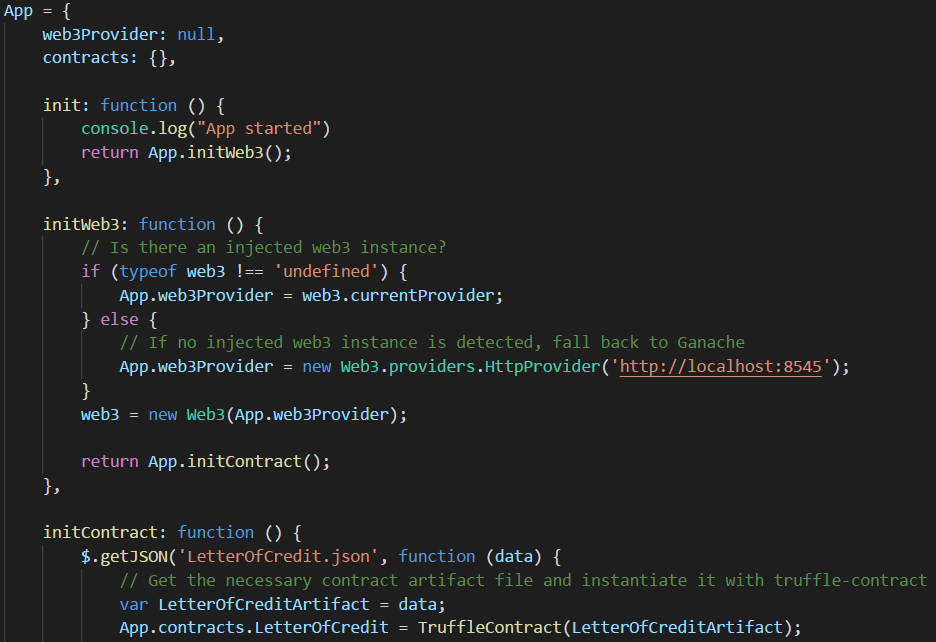 App = {
    web3Provider: null,
    contracts: {},

    init: function () {
        console.log("App started")
        return App.initWeb3();
    },

    initWeb3: function () {
        // Is there an injected web3 instance?
        if (typeof web3 !== 'undefined') {
            App.web3Provider = web3.currentProvider;
        } else {
            // If no injected web3 instance is detected, fall back to Ganache
            App.web3Provider = new Web3.providers.HttpProvider('http://localhost:8545');
        }
        web3 = new Web3(App.web3Provider);

        return App.initContract();
    },

    initContract: function () {
        $.getJSON('LetterOfCredit.json', function (data) {
            // Get the necessary contract artifact file and instantiate it with truffle-contract
            var LetterOfCreditArtifact = data;
            App.contracts.LetterOfCredit = TruffleContract(LetterOfCreditArtifact);